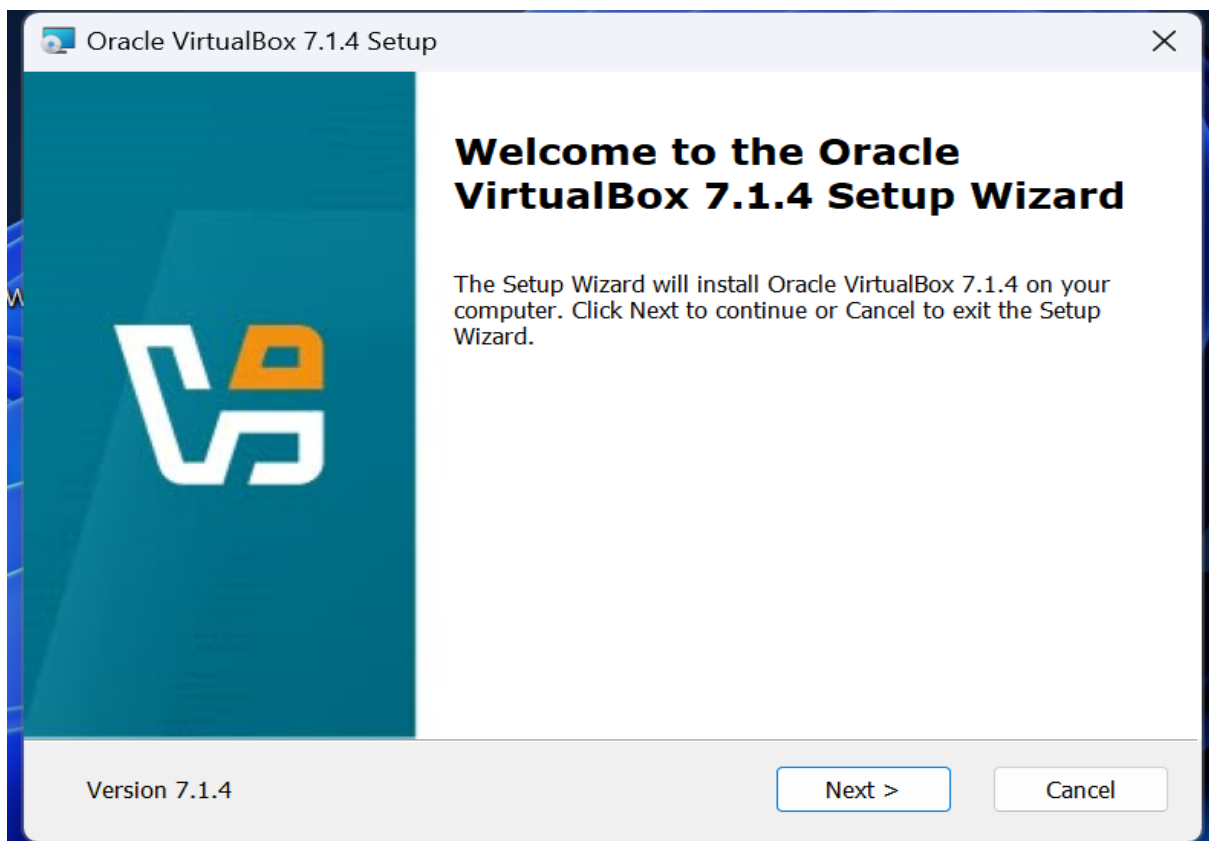 Oracle VirtualBox 7.1.4 Setup
Welcome to the Oracle
VirtualBox 7.1.4 Setup Wizard
The Setup Wizard will install Oracle VirtualBox 7.1.4 on your
computer. Click Next to continue or Cancel to exit the Setup
Wizard.
Version 7.1.4
Next >
Cancel